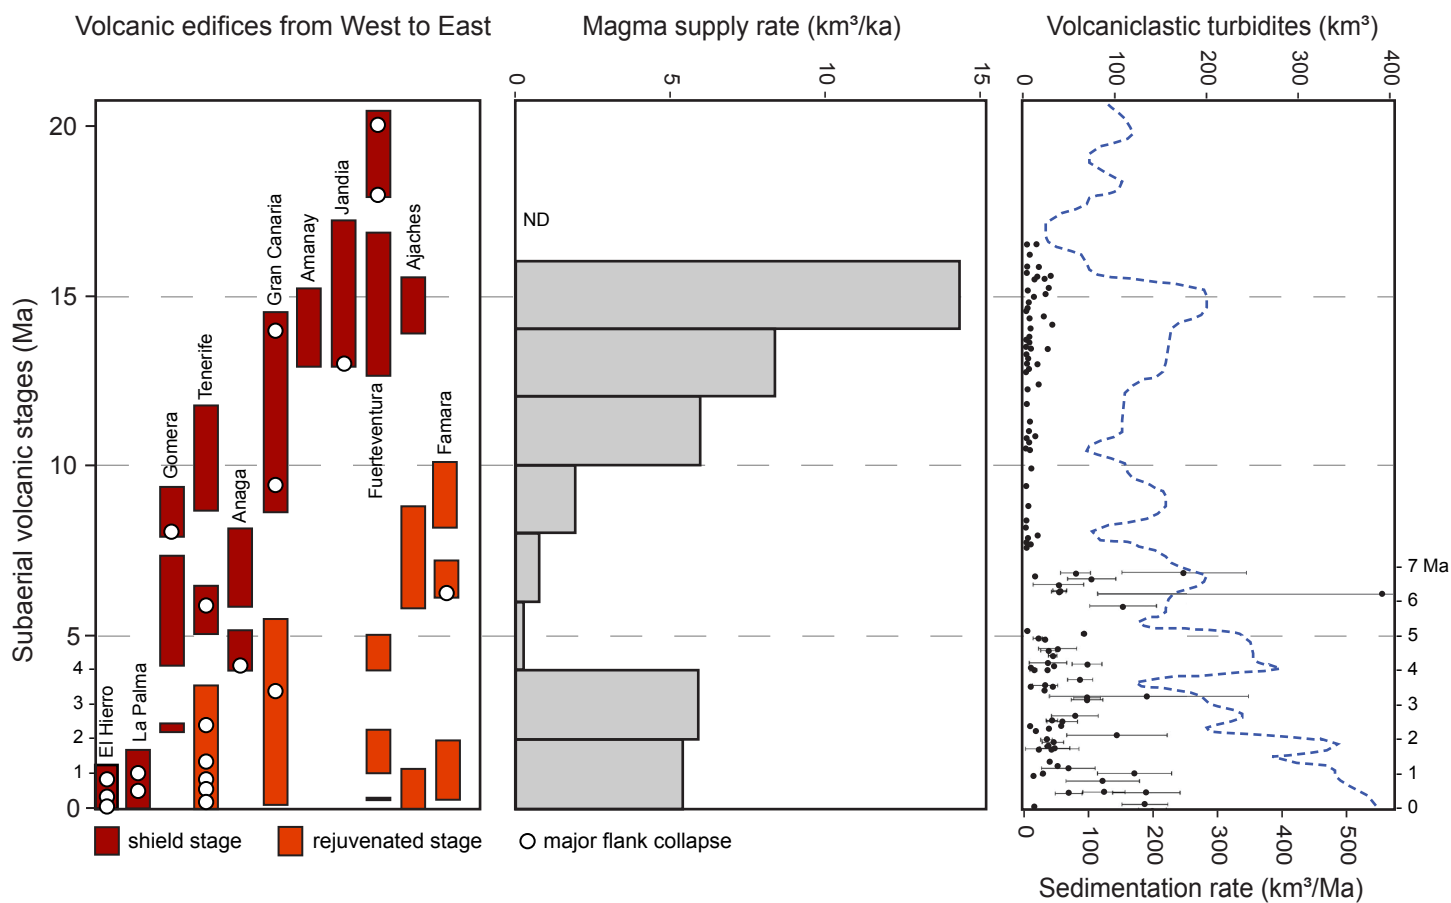 Volcanic edifices from West to East
Magma supply rate (km³/ka)
Volcaniclastic turbidites (km³)
0
5
10
15
0
100
200
300
400
Subaerial volcanic stages (Ma)
20
15
10
5
4
3
2
1
0
El Hierro
La Palma
Gomera
Tenerife
Anaga
Gran Canaria
Amanay
Jandia
Fuerteventura
Ajaches
Famara
ND
7 Ma
6
5
4
3
2
1
0
0
100
200
300
400
500
shield stage
rejuvenated stage
major flank collapse
Sedimentation rate (km³/Ma)